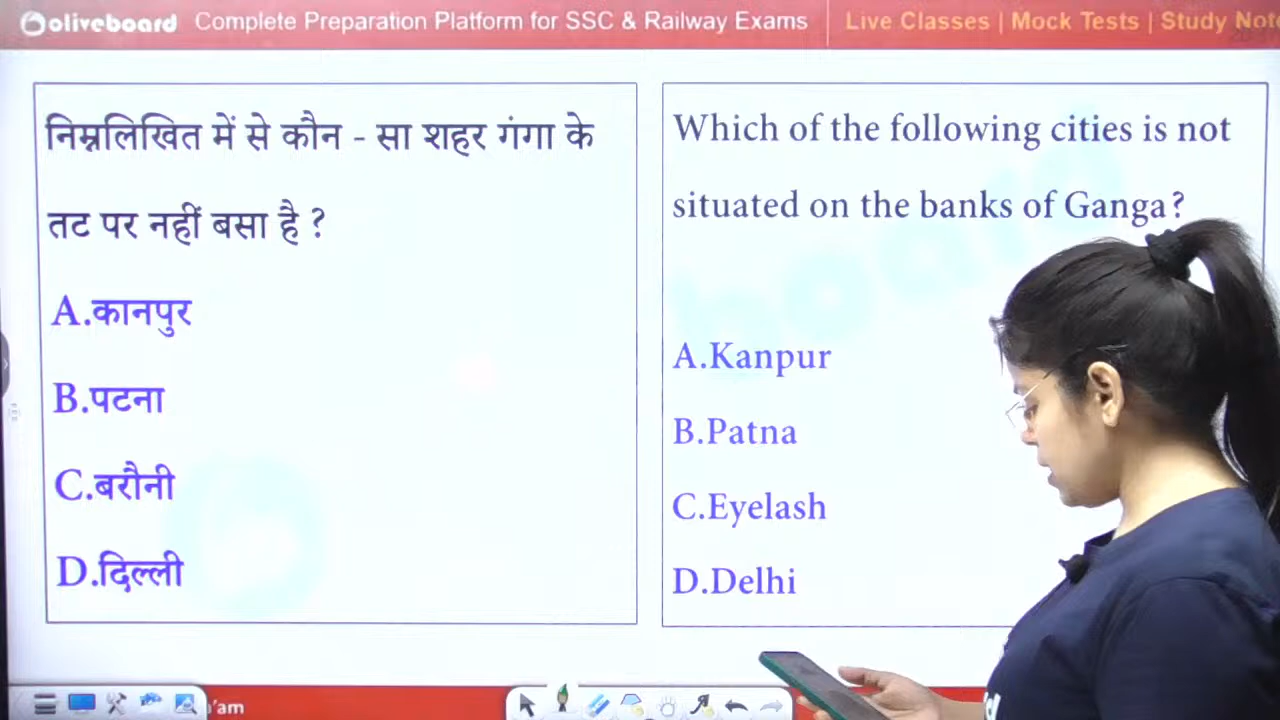 oliveboard Complete Preparation Platform for SSC & Railway Exams Live Classes | Mock Tests | Study
निम्नलिखित में से कौन - सा शहर गंगा के
तट पर नहीं बसा है ?
A.कानपुर
B.पटना
C.बरौनी
D.दिल्ली
Which of the following cities is not
situated on the banks of Ganga?
A.Kanpur
B.Patna
C.Eyelash
D.Delhi
'am